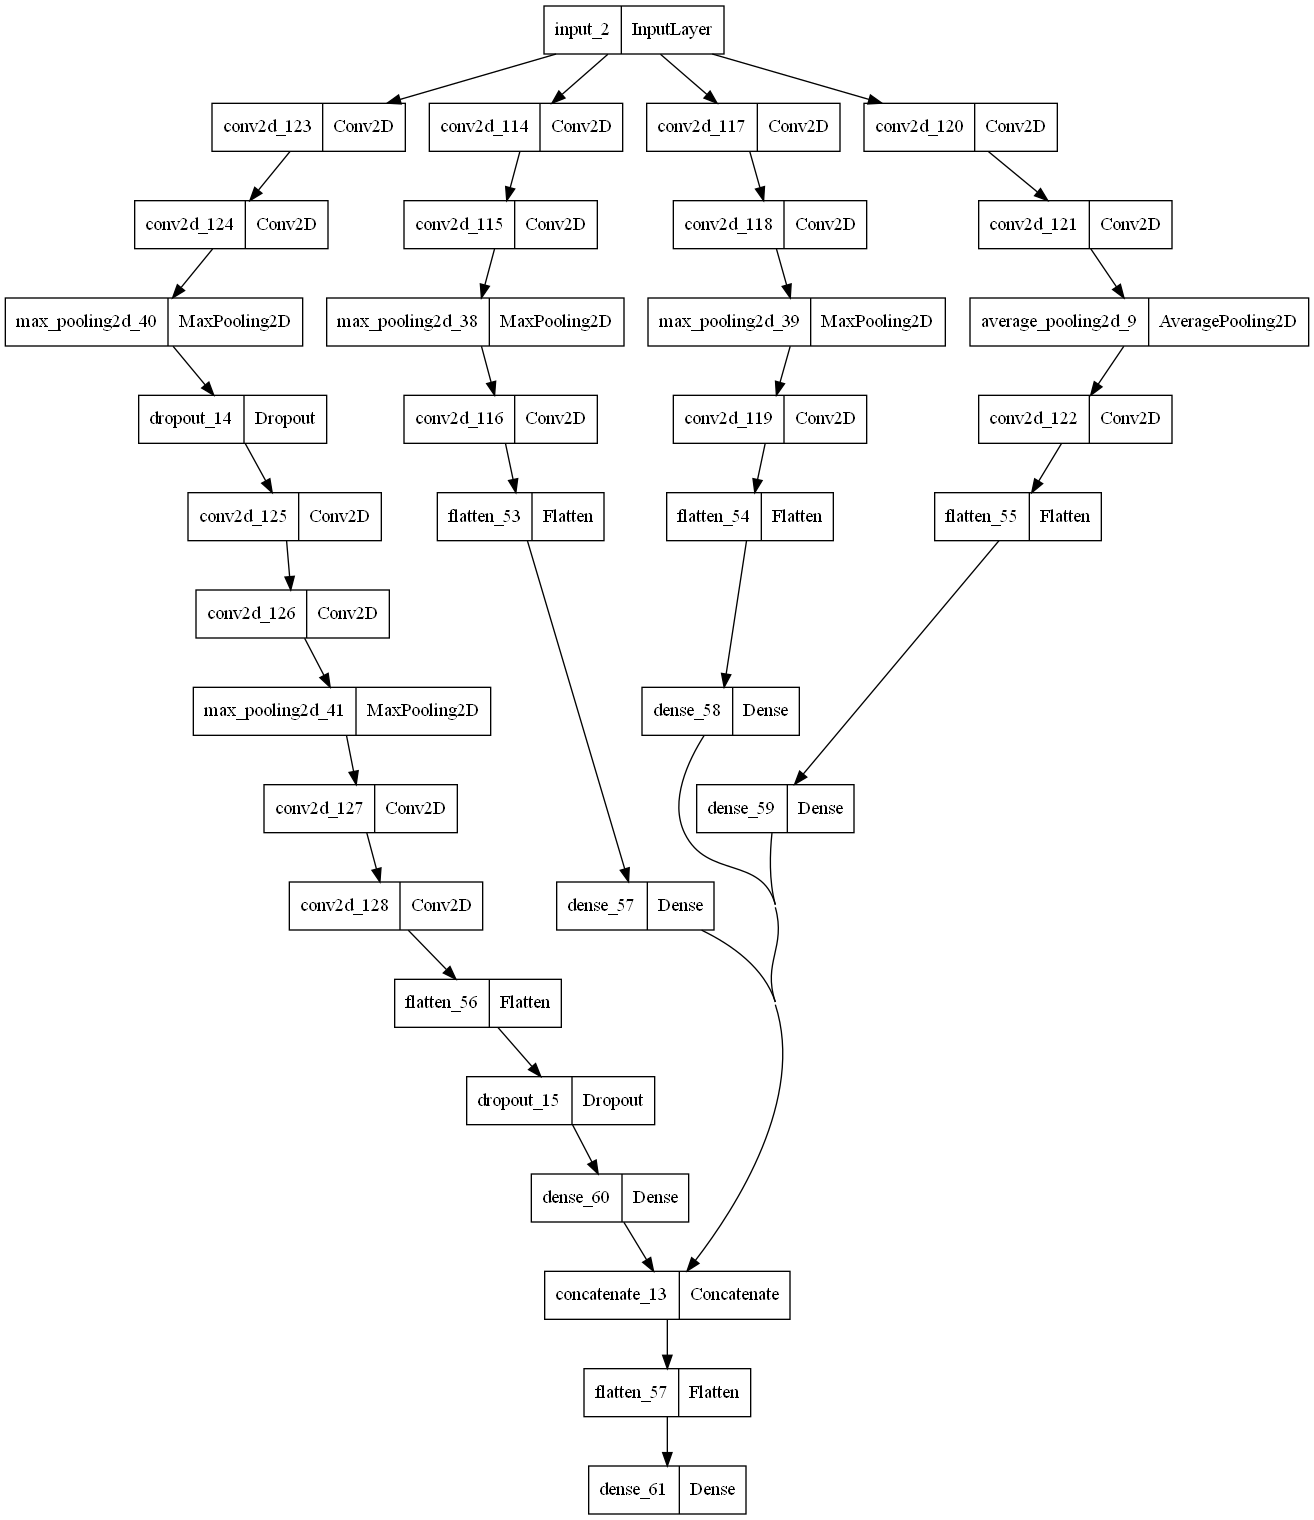 input_2 InputLayer
conv2d_123 Conv2D conv2d_114 Conv2D conv2d_117 Conv2D conv2d_120 Conv2D
conv2d_124 Conv2D conv2d_115 Conv2D conv2d_118 Conv2D conv2d_121 Conv2D
max_pooling2d_40 MaxPooling2D max_pooling2d_38 MaxPooling2D max_pooling2d_39 MaxPooling2D average_pooling2d_9 AveragePooling2D
dropout_14 Dropout conv2d_116 Conv2D conv2d_119 Conv2D conv2d_122 Conv2D
conv2d_125 Conv2D flatten_53 Flatten flatten_54 Flatten flatten_55 Flatten
conv2d_126 Conv2D
max_pooling2d_41 MaxPooling2D dense_58 Dense
conv2d_127 Conv2D dense_59 Dense
conv2d_128 Conv2D dense_57 Dense
flatten_56 Flatten
dropout_15 Dropout
dense_60 Dense
concatenate_13 Concatenate
flatten_57 Flatten
dense_61 Dense